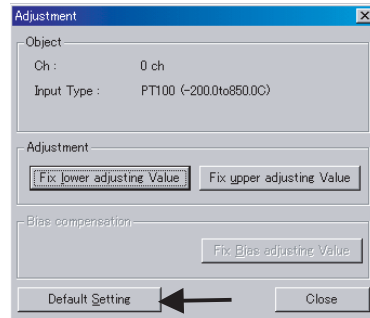 Adjustment
Object
Ch : 0 ch
Input Type : PT100 (-200.0to850.0C)
Adjustment
Fix lower adjusting Value Fix upper adjusting Value
Bias compensation
Fix Bias adjusting Value
Default Setting Close